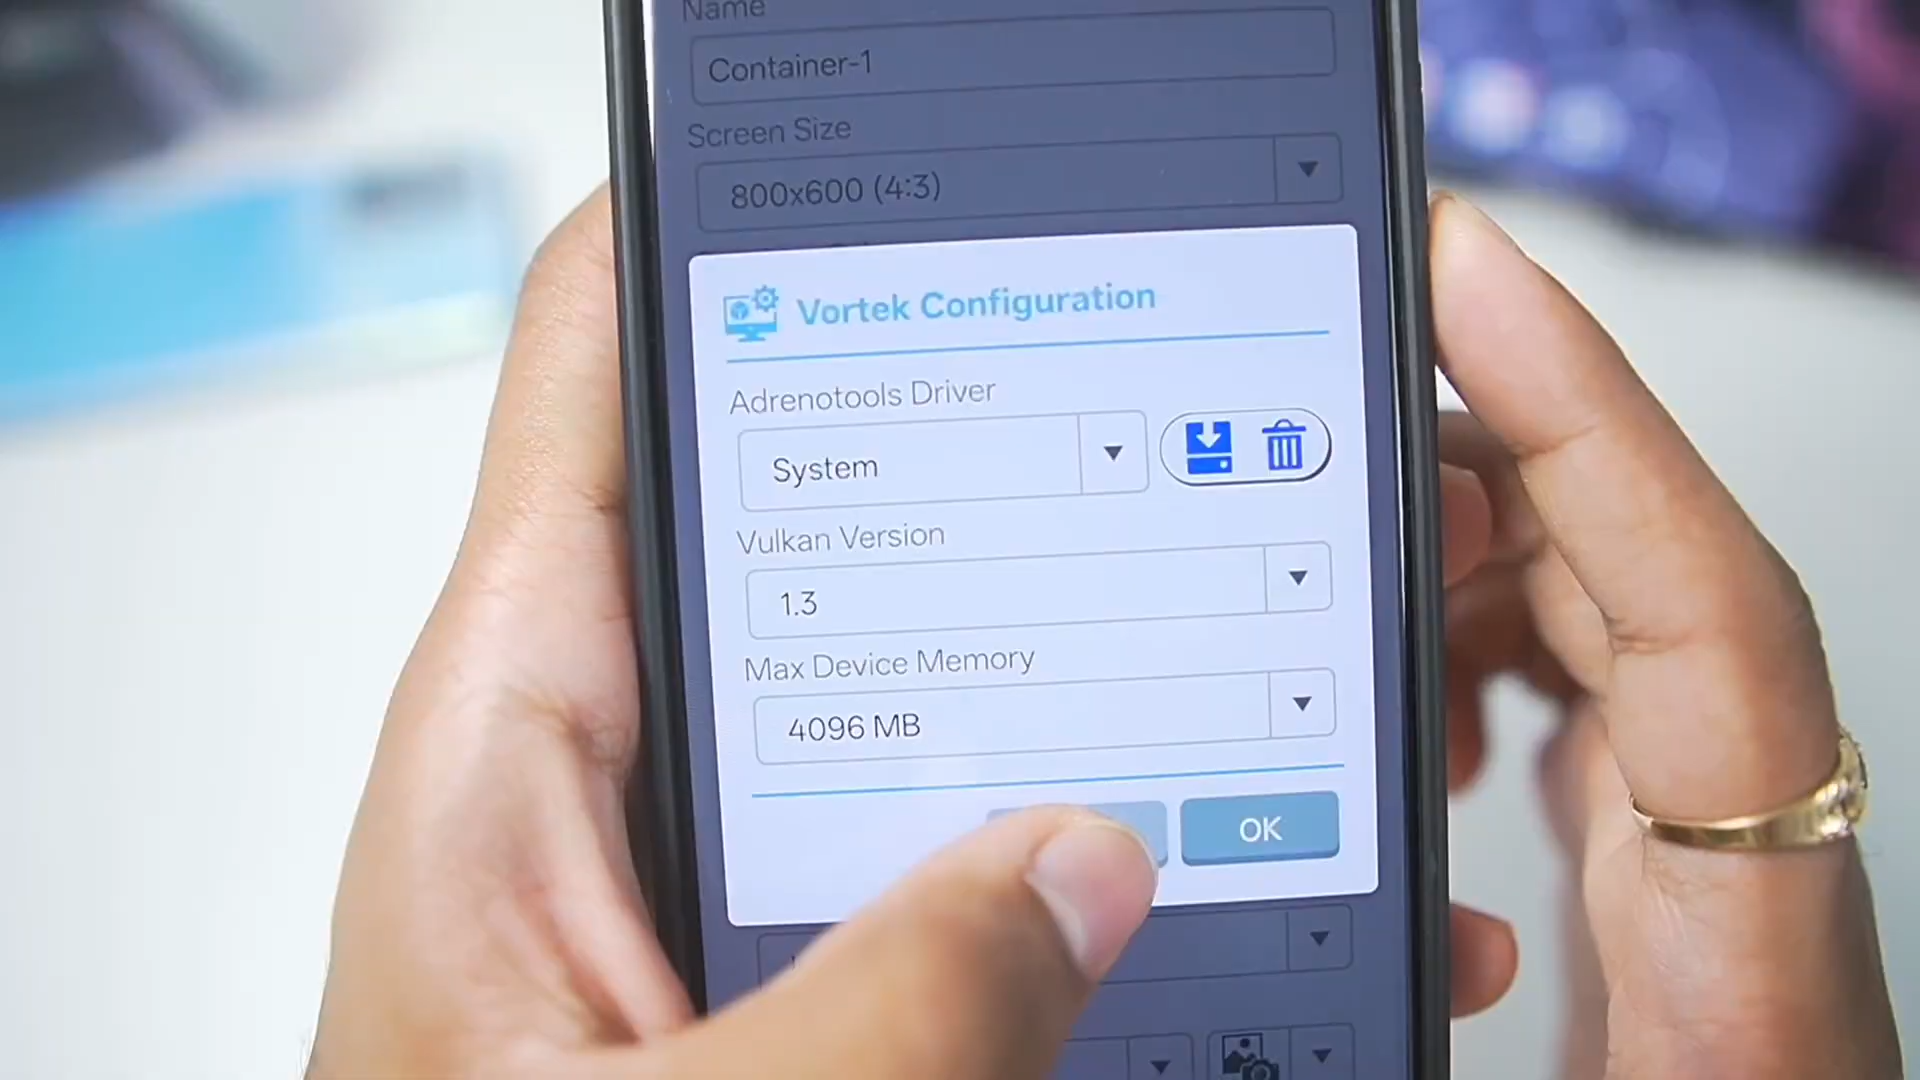 Name
Container-1
Screen Size
800x600 (4:3)
Vortek Configuration
Adrenotools Driver
System
Vulkan Version
1.3
Max Device Memory
4096 MB
OK